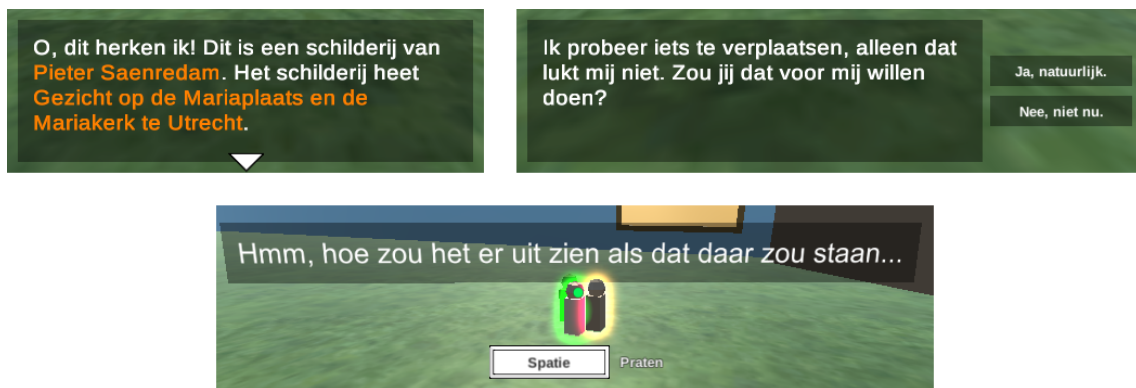 O, dit herken ik! Dit is een schilderij van
Pieter Saenredam. Het schilderij heet
Gezicht op de Mariaplaats en de
Mariakerk te Utrecht.
Ik probeer iets te verplaatsen, alleen dat
lukt mij niet. Zou jij dat voor mij willen
doen?
Ja, natuurlijk.
Nee, niet nu.
Hmm, hoe zou het er uit zien als dat daar zou staan...
Spatie Praten